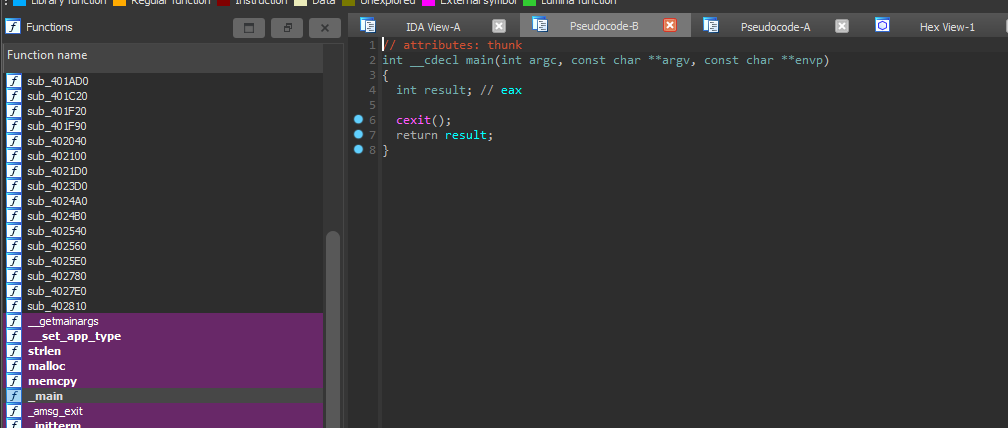 Library function Regular function Instruction Data Unexplored External symbol Lumina function
Functions
Function name
sub_401AD0
sub_401C20
sub_401F20
sub_401F90
sub_402040
sub_402100
sub_4021D0
sub_4023D0
sub_4024A0
sub_4024B0
sub_402540
sub_402560
sub_4025E0
sub_402780
sub_4027E0
sub_402810
__getmainargs
__set_app_type
strlen
malloc
memcpy
_main
_amsg_exit
_initterm
IDA View-A Pseudocode-B Pseudocode-A Hex View-1
1 // attributes: thunk
2 int __cdecl main(int argc, const char **argv, const char **envp)
3 {
4 int result; // eax
5
6 cexit();
7 return result;
8 }